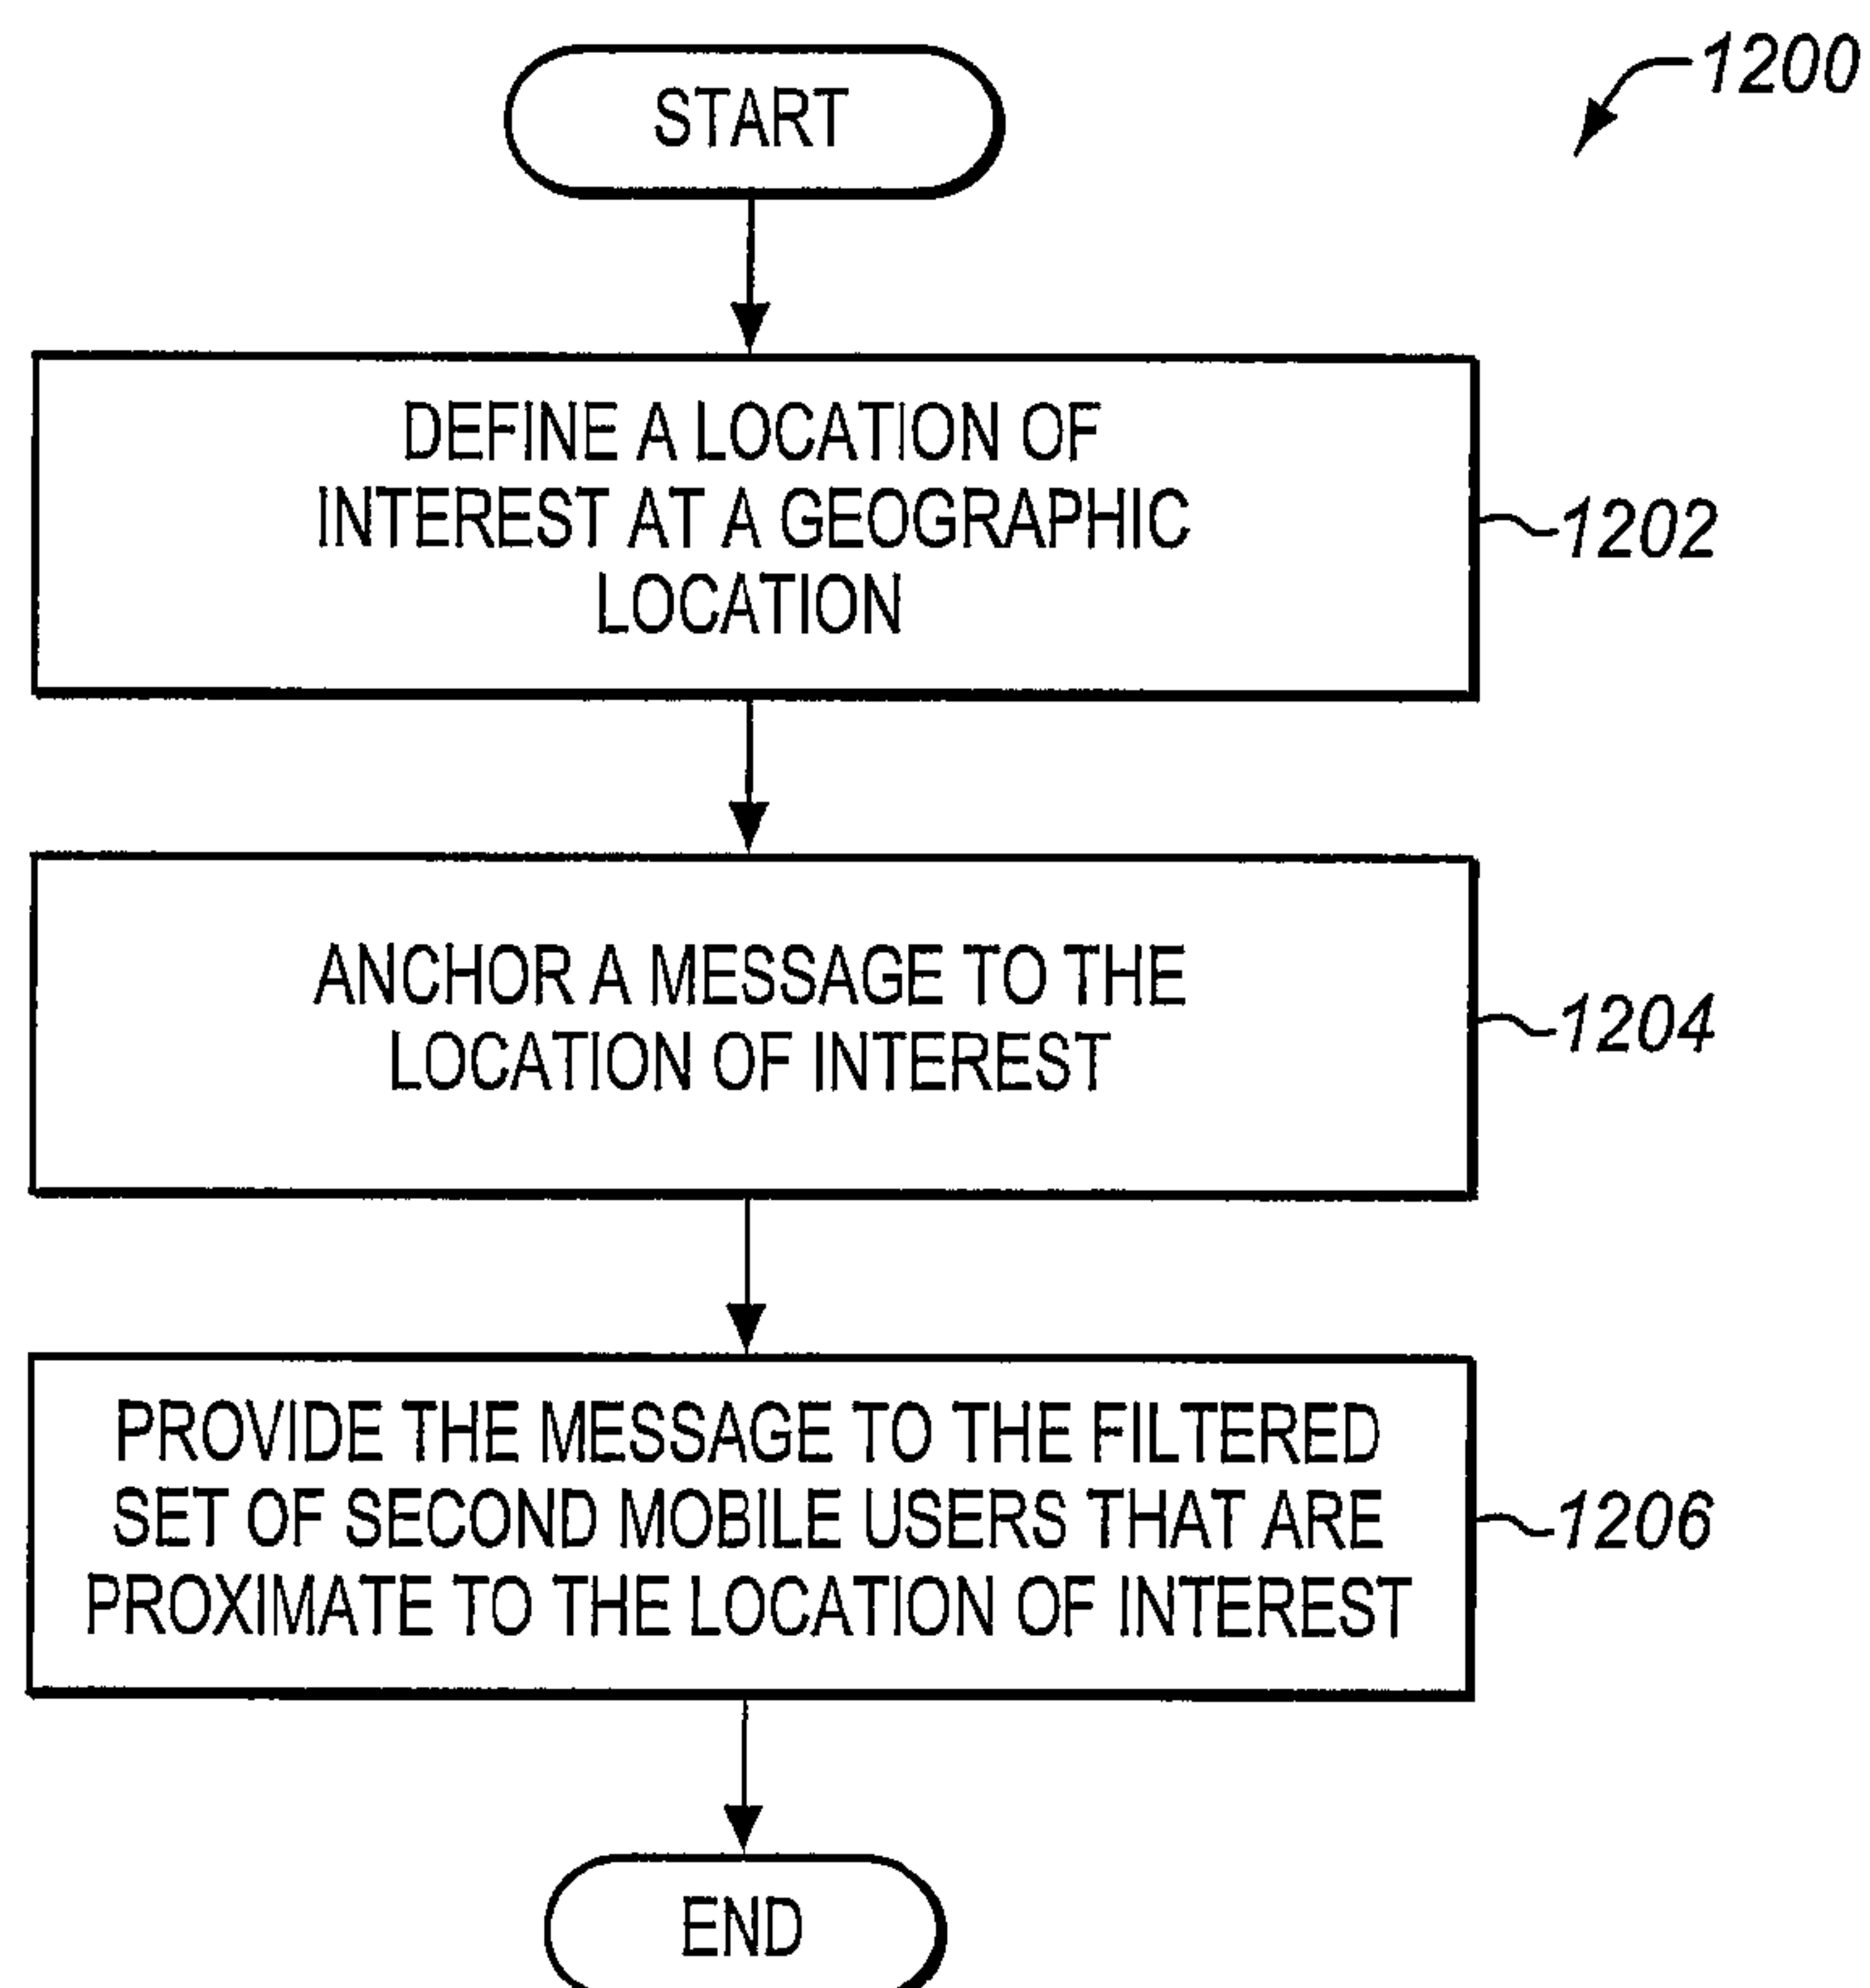 1200
START
DEFINE A LOCATION OF
INTEREST AT A GEOGRAPHIC
LOCATION
1202
ANCHOR A MESSAGE TO THE
LOCATION OF INTEREST
1204
PROVIDE THE MESSAGE TO THE FILTERED
SET OF SECOND MOBILE USERS THAT ARE
PROXIMATE TO THE LOCATION OF INTEREST
1206
END